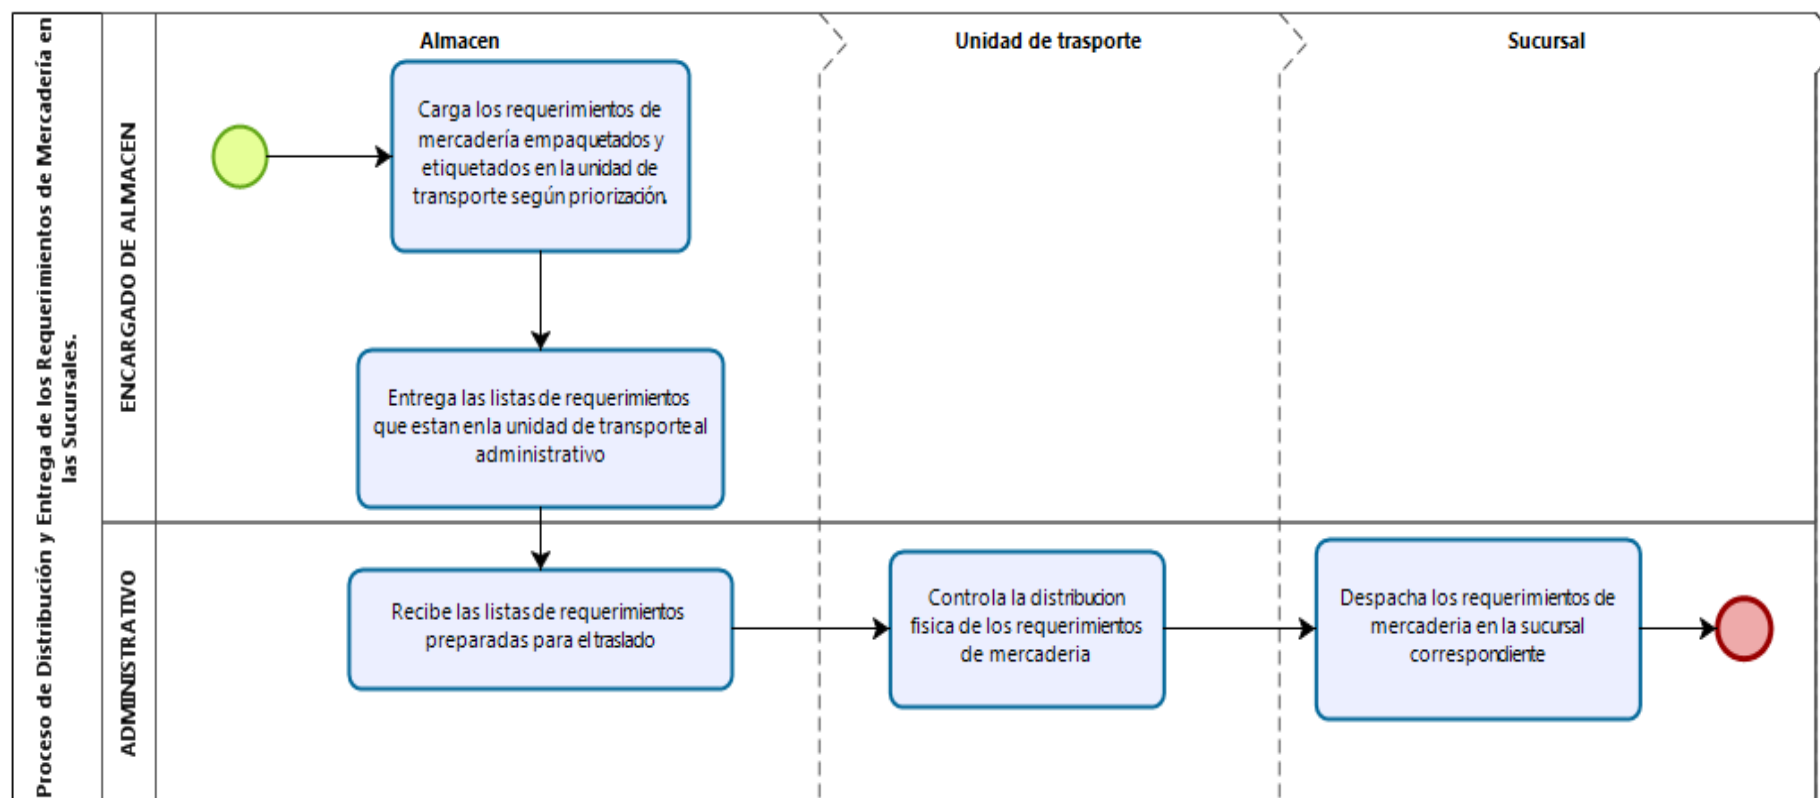 Proceso de Distribución y Entrega de los Requerimientos de Mercadería en
las Sucursales.
Almacen
Unidad de trasporte
Sucursal
ENCARGADO DE ALMACEN
Carga los requerimientos de
mercadería empaquetados y
etiquetados en la unidad de
transporte según priorización.
Entrega las listas de requerimientos
que estan en la unidad de transporte al
administrativo
ADMINISTRATIVO
Recibe las listas de requerimientos
preparadas para el traslado
Controla la distribucion
fisica de los requerimientos
de mercaderia
Despacha los requerimientos de
mercaderia en la sucursal
correspondiente